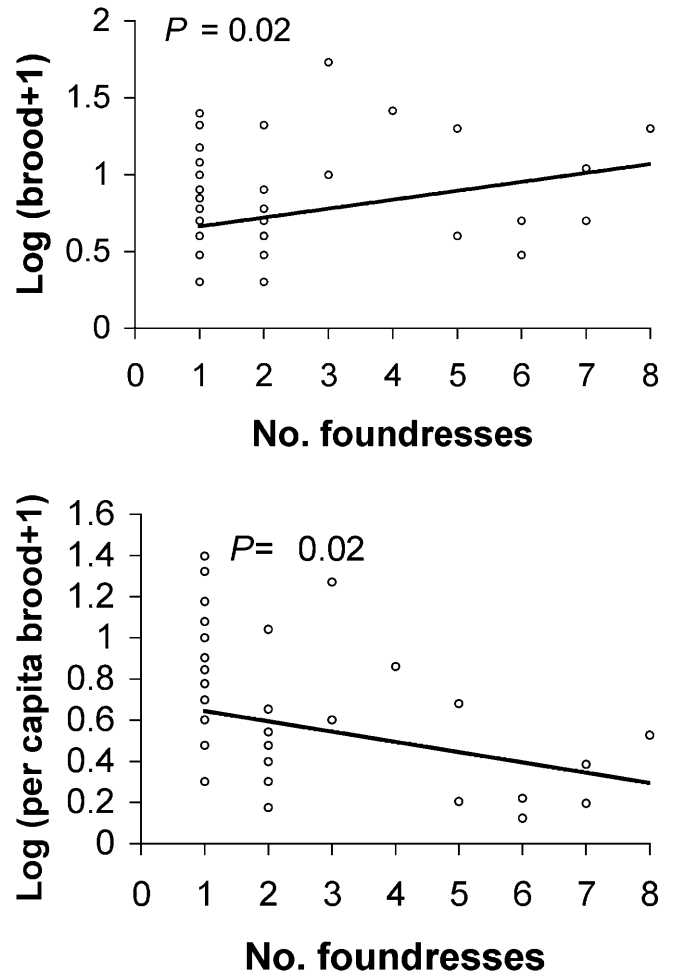 2
P = 0.02
1.5
1
0.5
0
Log (brood+1)
0 1 2 3 4 5 6 7 8
No. foundresses
1.6
1.4
P= 0.02
1.2
1
0.8
0.6
0.4
0.2
0
Log (per capita brood+1)
0 1 2 3 4 5 6 7 8
No. foundresses